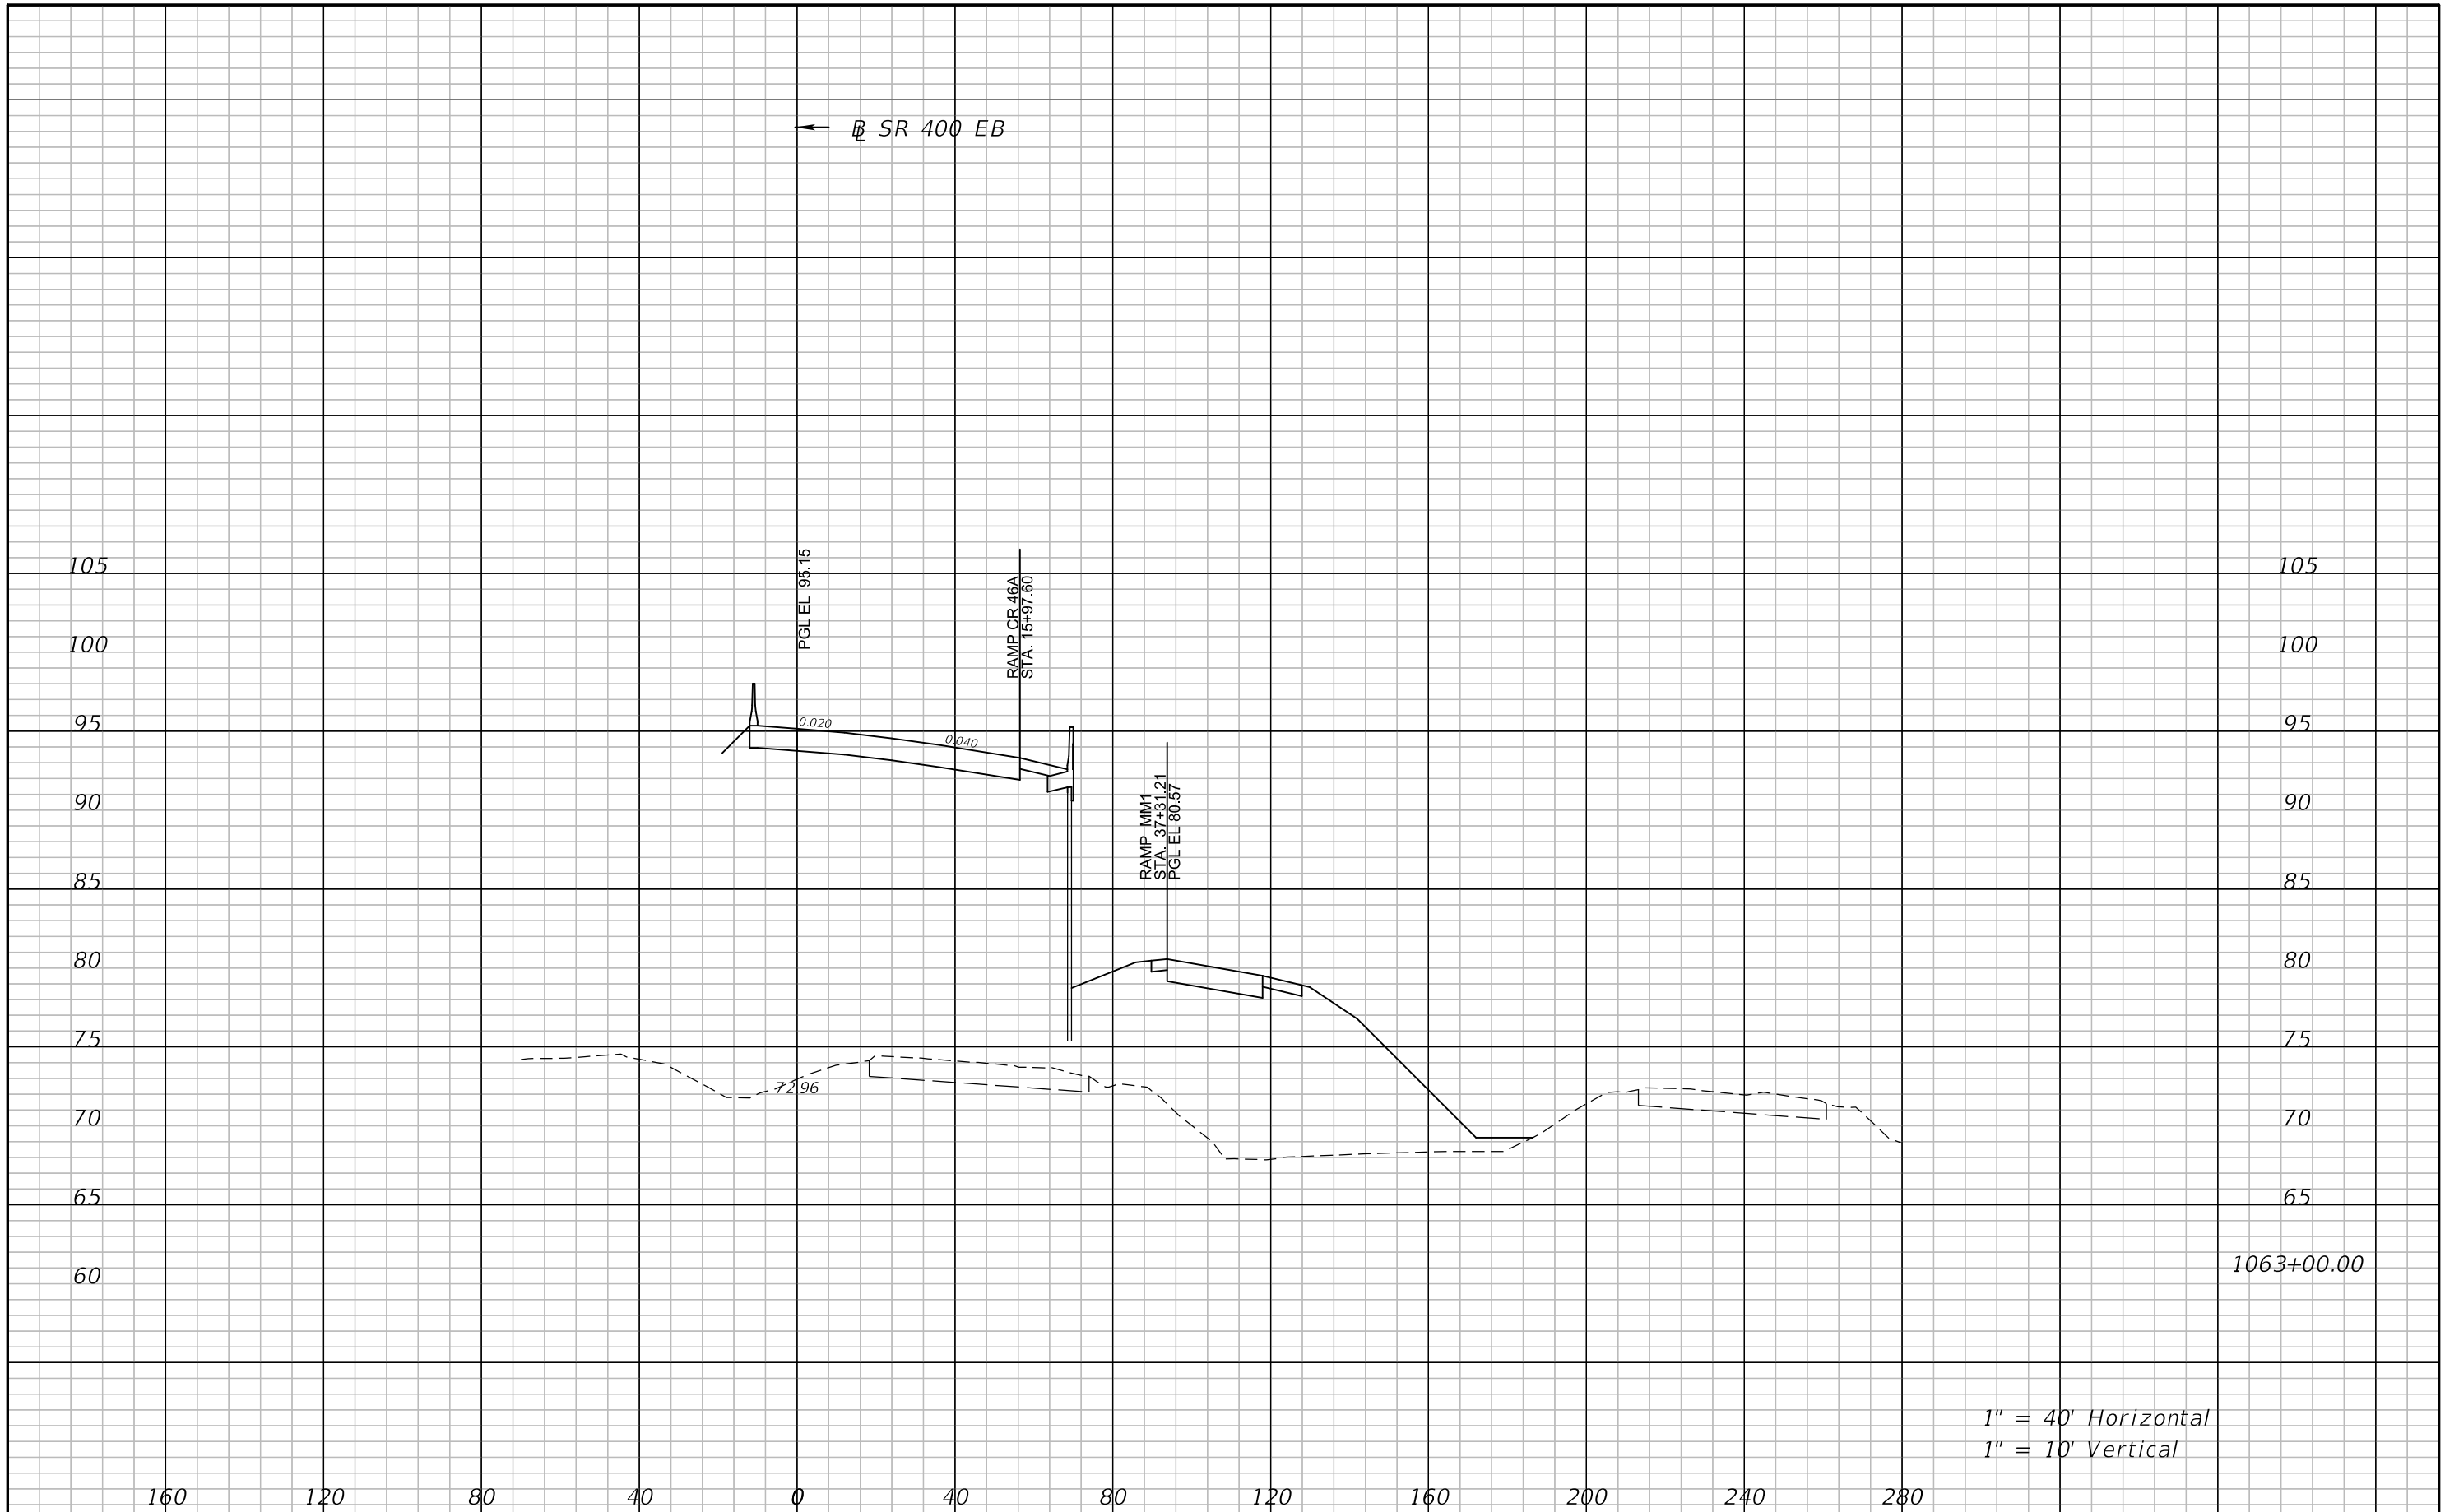 ℄ SR 400 EB
105
105
PGL EL 95.15
RAMP CR 46A
STA. 15+97.60
100
100
95
95
0.020
0.040
90
90
RAMP MM1
STA. 37+31.21
PGL EL 80.57
85
85
80
80
75
75
72.96
70
70
65
65
60
1063+00.00
1" = 40' Horizontal
1" = 10' Vertical
160 120 80 40 0 40 80 120 160 200 240 280